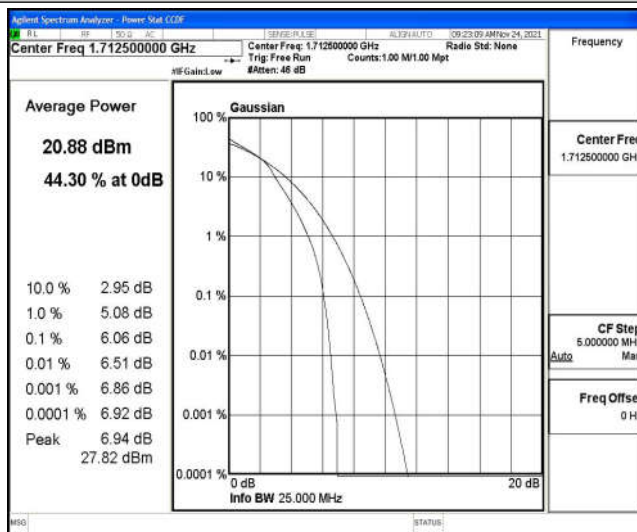 Agilent Spectrum Analyzer - Power Stat CCDF
RL RF 50 Ω AC SENSE:PULSE ALIGN AUTO 09:23:09 AM Nov 24, 2021
Center Freq 1.712500000 GHz
Center Freq: 1.712500000 GHz Radio Std: None
Trig: Free Run Counts:1.00 M/1.00 Mpt
#IFGain:Low #Atten: 46 dB
Frequency
Average Power
20.88 dBm
44.30 % at 0dB
10.0 % 2.95 dB
1.0 % 5.08 dB
0.1 % 6.06 dB
0.01 % 6.51 dB
0.001 % 6.86 dB
0.0001 % 6.92 dB
Peak 6.94 dB
27.82 dBm
Gaussian
100 %
10 %
1 %
0.1 %
0.01 %
0.001 %
0.0001 %
0 dB 20 dB
Info BW 25.000 MHz
Center Freq
1.712500000 GH
CF Step
5.000000 MH
Auto Ma
Freq Offse
0 H
MSG STATUS